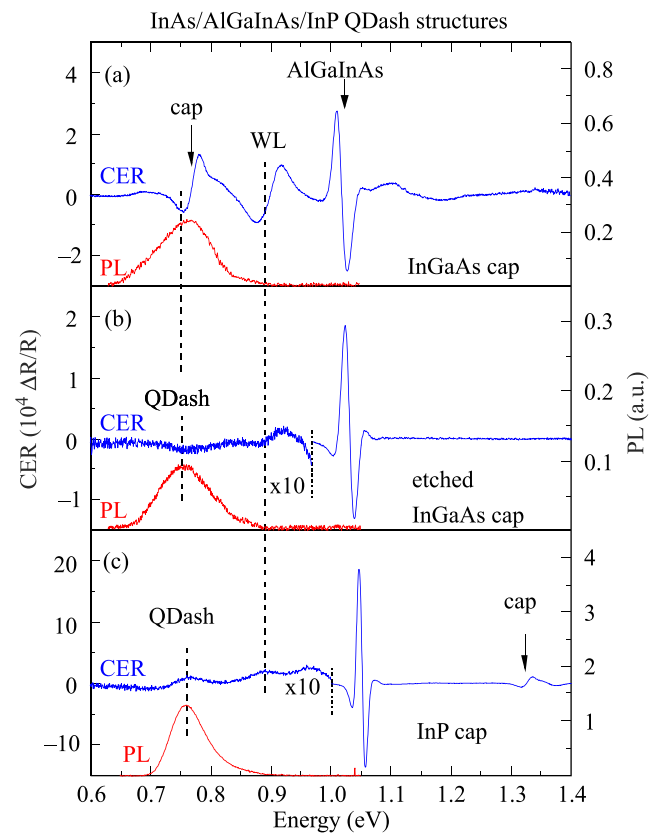 InAs/AlGaInAs/InP QDash structures
(a)
AlGaInAs
cap
WL
CER
PL
InGaAs cap
4
2
0
−2
0.8
0.6
0.4
0.2
(b)
QDash
CER
x10
PL
etched
InGaAs cap
2
1
0
−1
0.3
0.2
0.1
(c)
QDash
cap
CER
x10
PL
InP cap
20
10
0
−10
4
3
2
1
CER (10⁴ ΔR/R)
PL (a.u.)
0.6 0.7 0.8 0.9 1.0 1.1 1.2 1.3 1.4
Energy (eV)